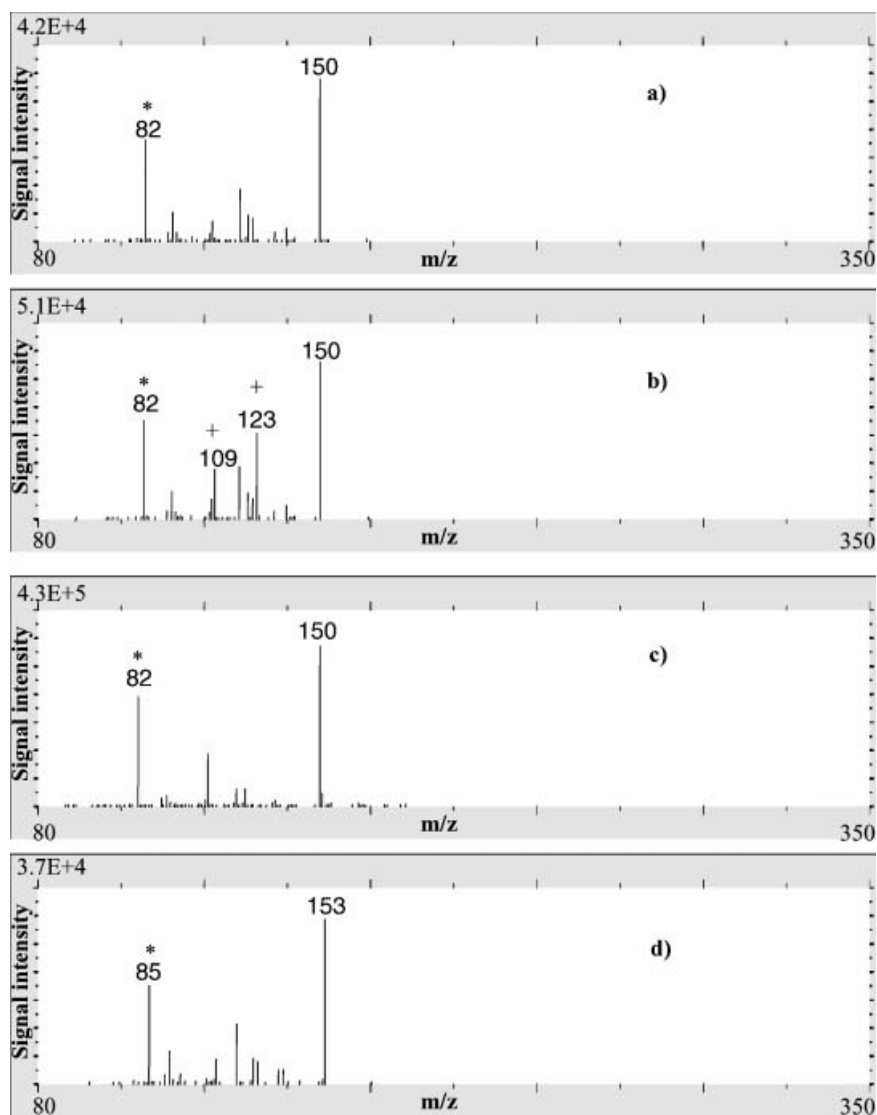 4.2E+4
Signal intensity
150
a)
*
82
80
m/z
350
5.1E+4
Signal intensity
150
b)
*
82
+
123
+
109
80
m/z
350
4.3E+5
Signal intensity
150
c)
*
82
80
m/z
350
3.7E+4
Signal intensity
153
d)
*
85
80
m/z
350